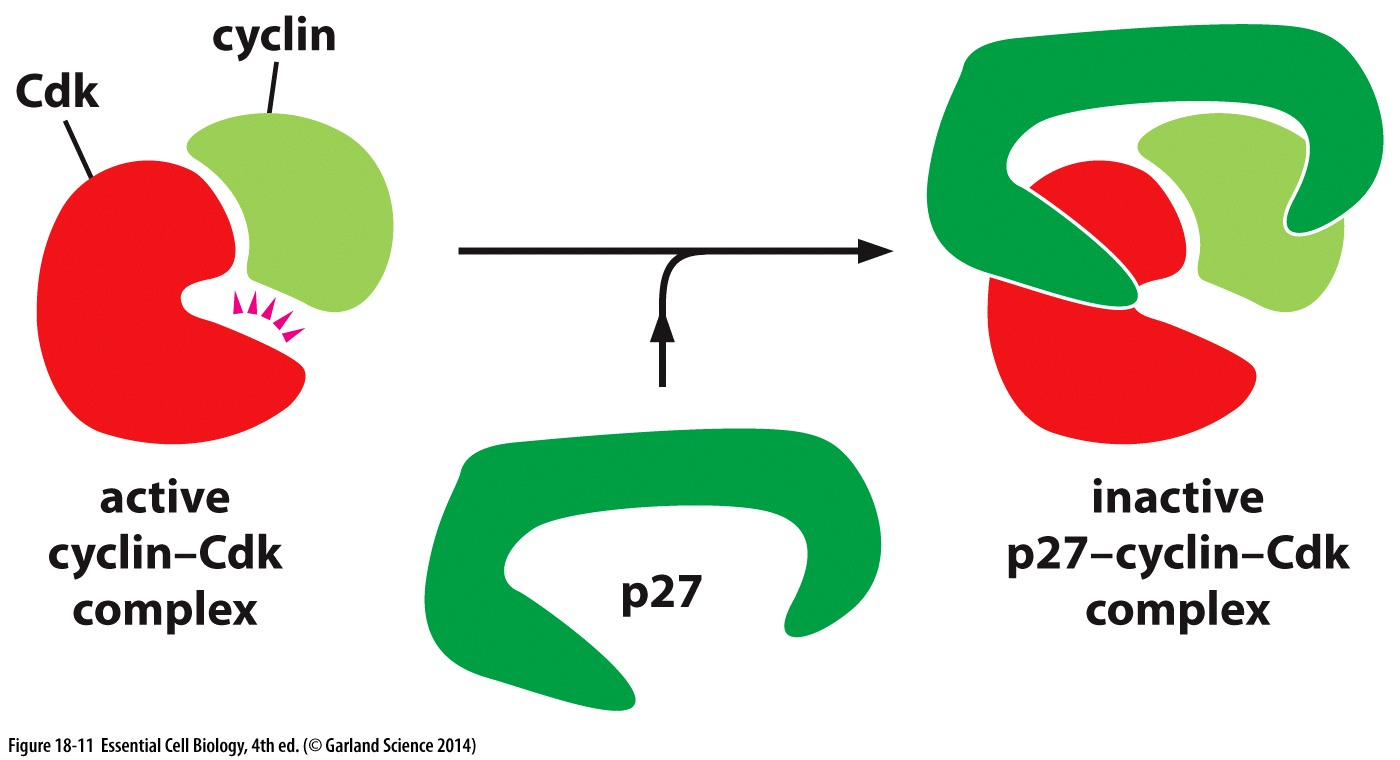 cyclin
Cdk
p27
active
cyclin–Cdk
complex
inactive
p27–cyclin–Cdk
complex
Figure 18-11 Essential Cell Biology, 4th ed. (© Garland Science 2014)